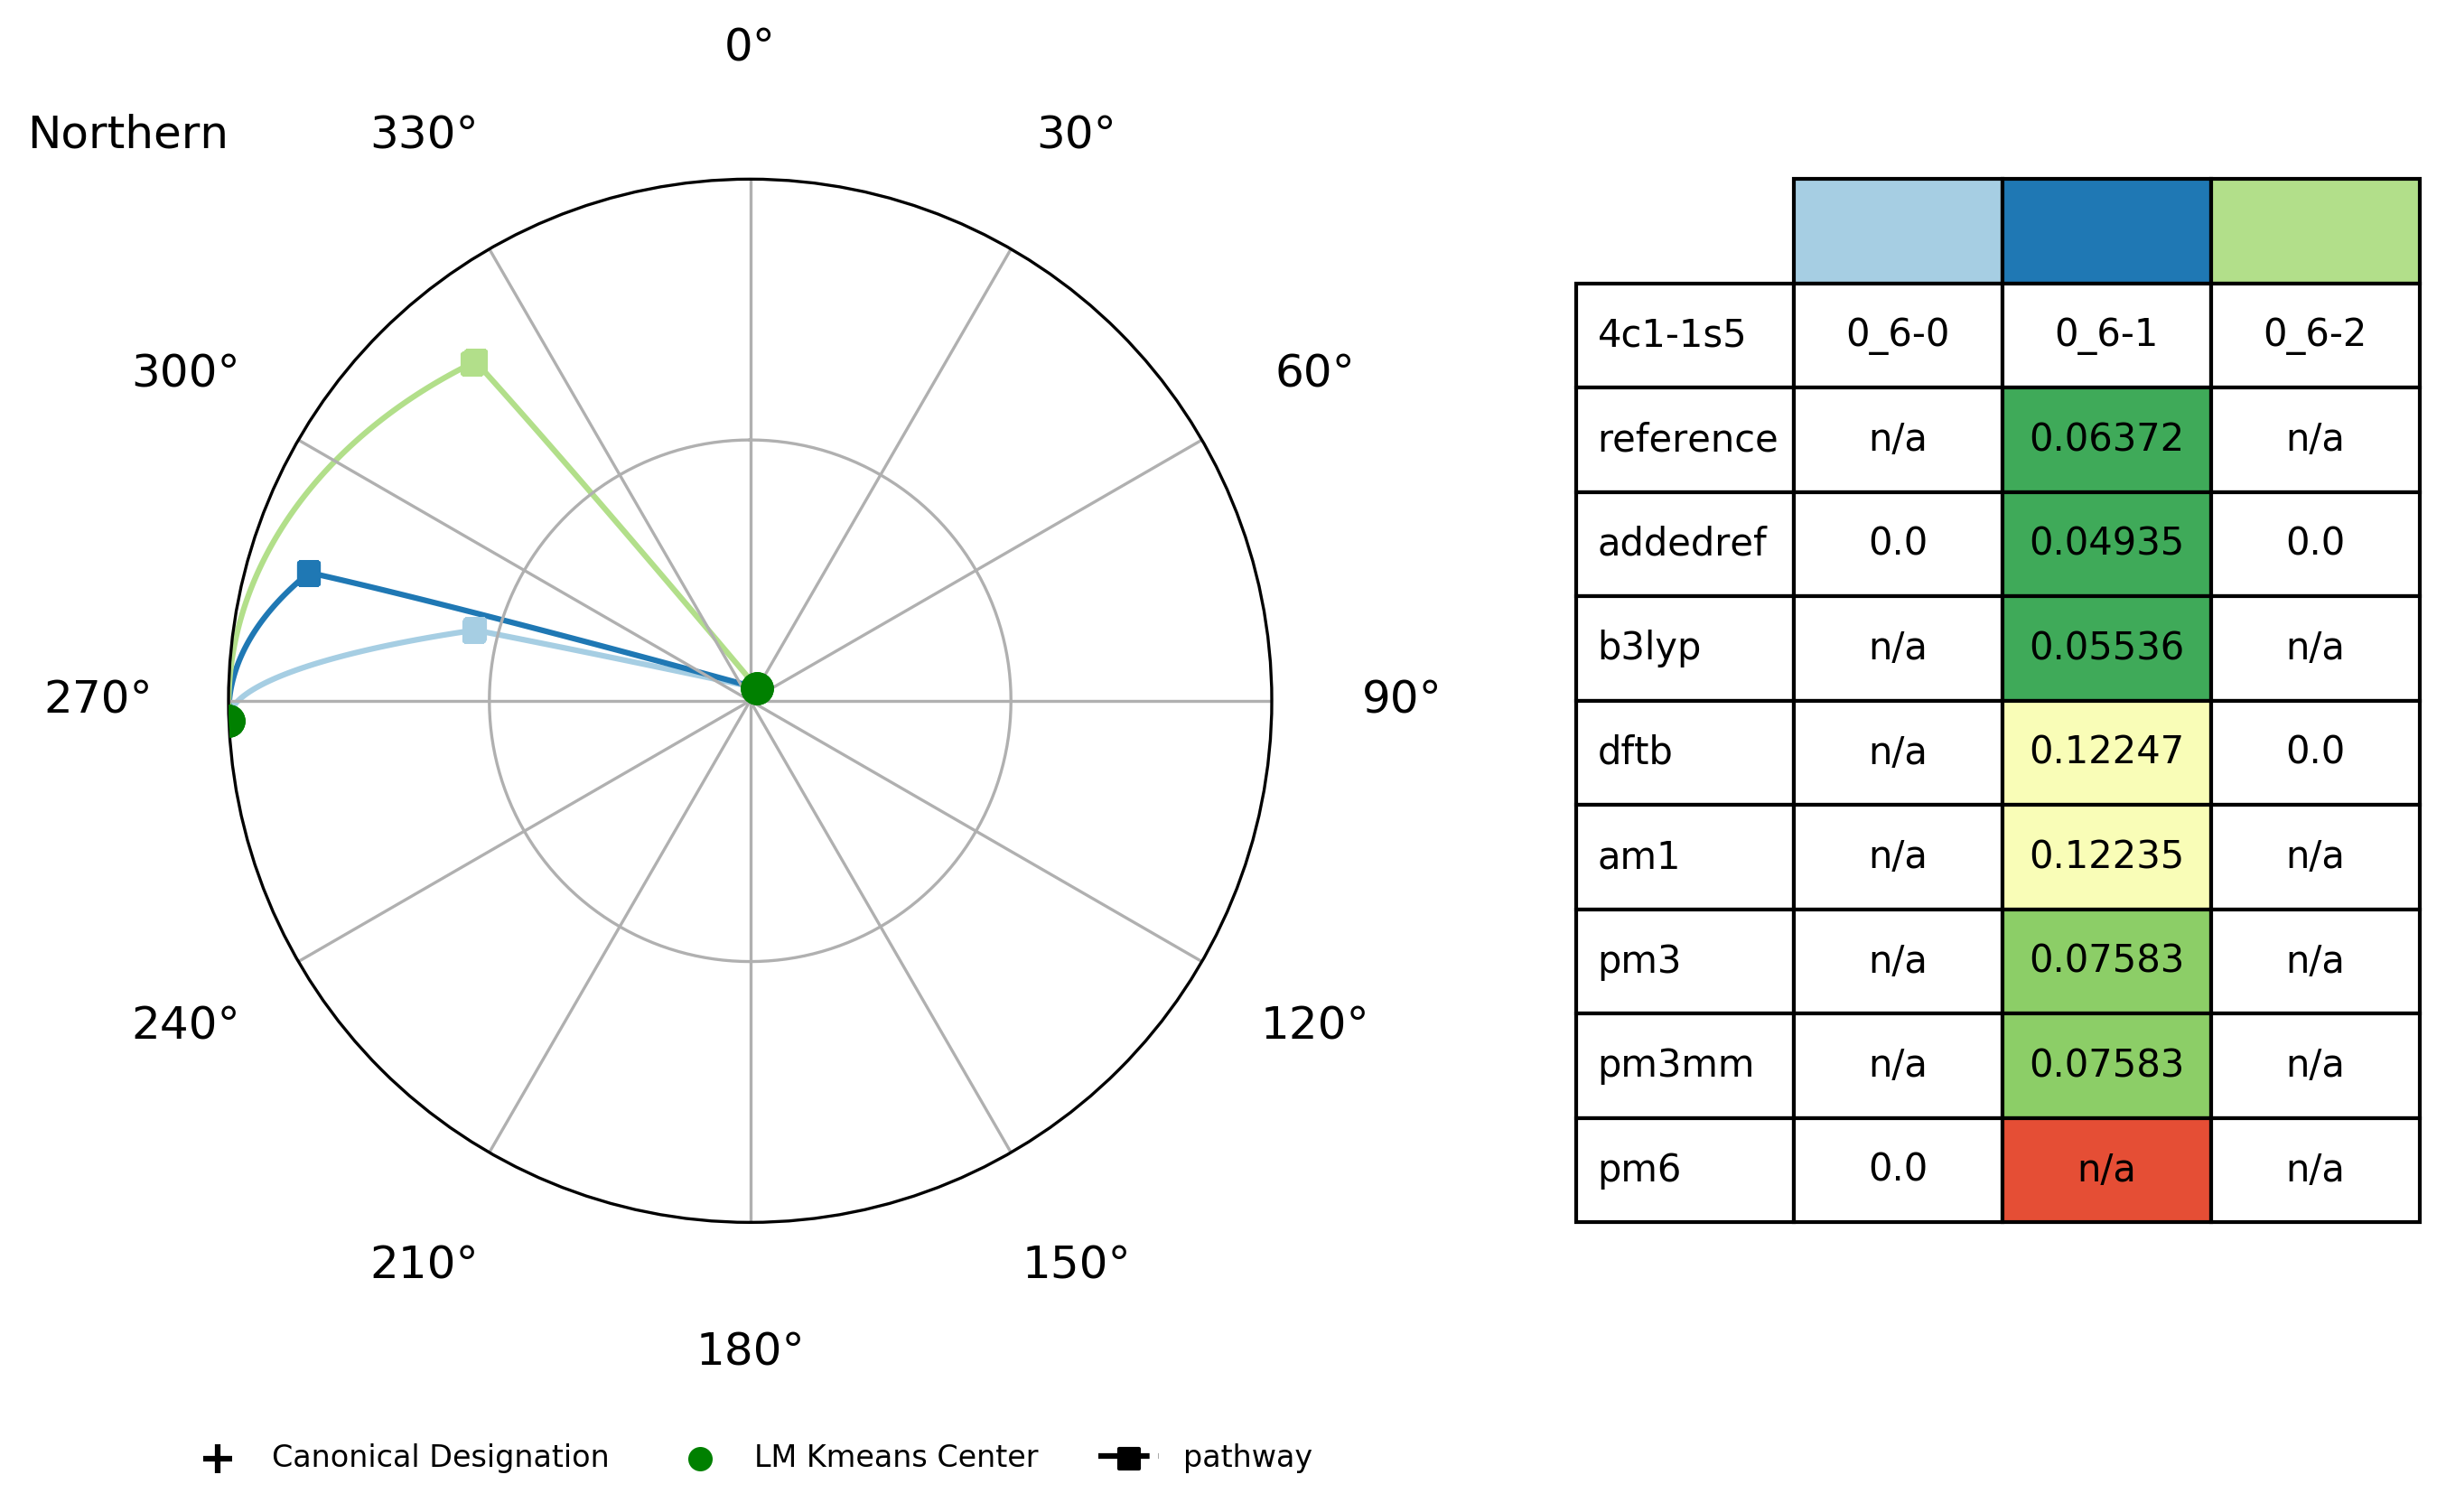 0°
Northern
330°
30°
300°
60°
270°
90°
240°
120°
210°
150°
180°
4c1-1s5 0_6-0 0_6-1 0_6-2
reference n/a 0.06372 n/a
addedref 0.0 0.04935 0.0
b3lyp n/a 0.05536 n/a
dftb n/a 0.12247 0.0
am1 n/a 0.12235 n/a
pm3 n/a 0.07583 n/a
pm3mm n/a 0.07583 n/a
pm6 0.0 n/a n/a
Canonical Designation LM Kmeans Center pathway